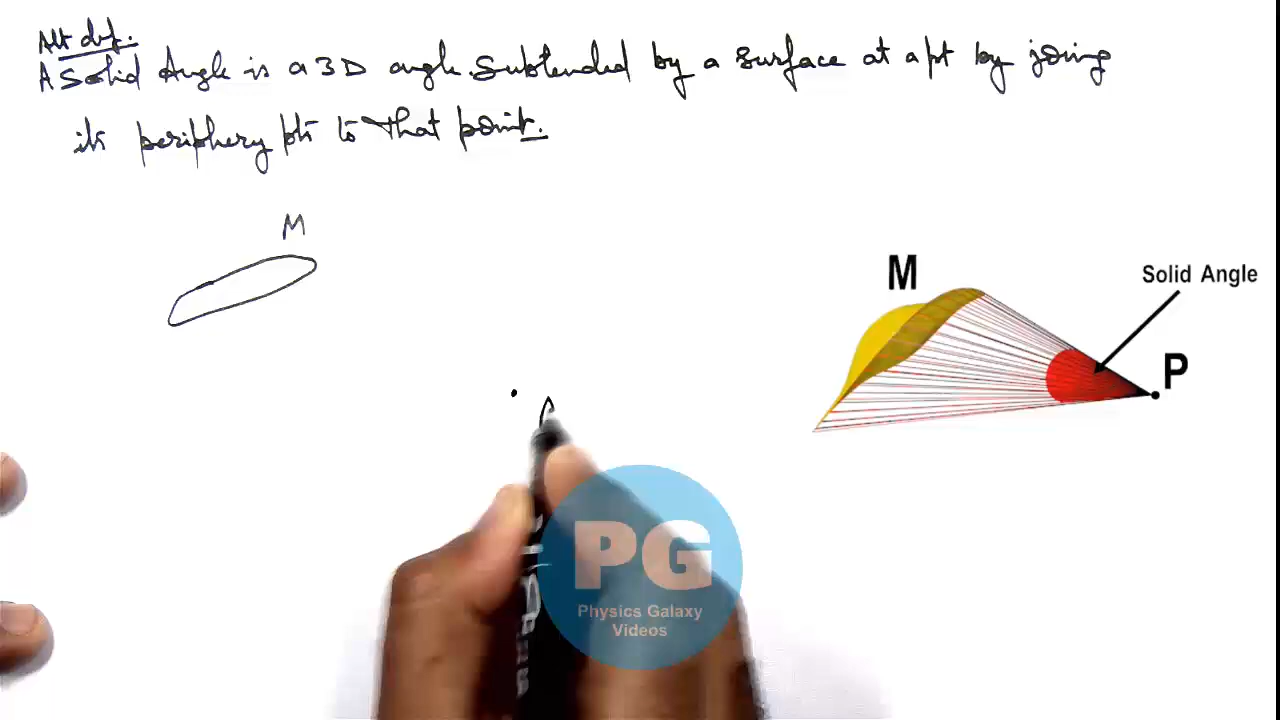 Alt def.
A Solid Angle is a 3D angle. Subtended by a surface at a pt by joing
its periphery pts to that point.
M
M
Solid Angle
P
PG
Physics Galaxy
Videos